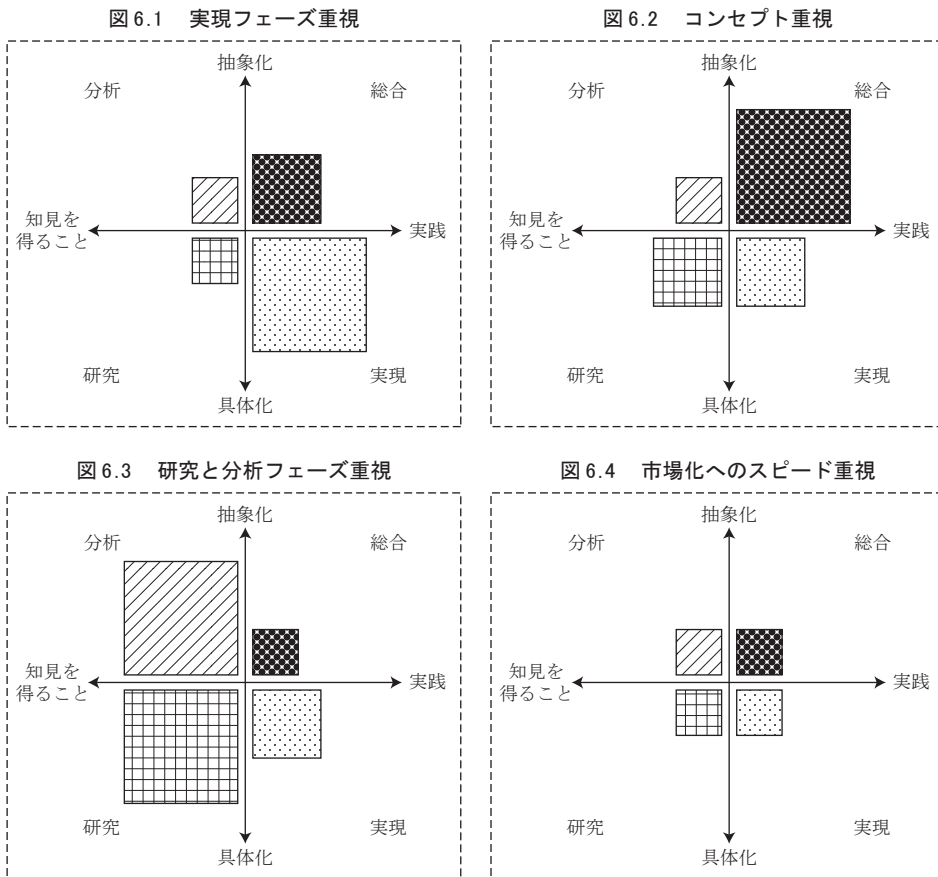 図6.1 実現フェーズ重視
抽象化
分析
総合
知見を
得ること
実践
研究
実現
具体化
図6.2 コンセプト重視
抽象化
分析
総合
知見を
得ること
実践
研究
実現
具体化
図6.3 研究と分析フェーズ重視
抽象化
分析
総合
知見を
得ること
実践
研究
実現
具体化
図6.4 市場化へのスピード重視
抽象化
分析
総合
知見を
得ること
実践
研究
実現
具体化